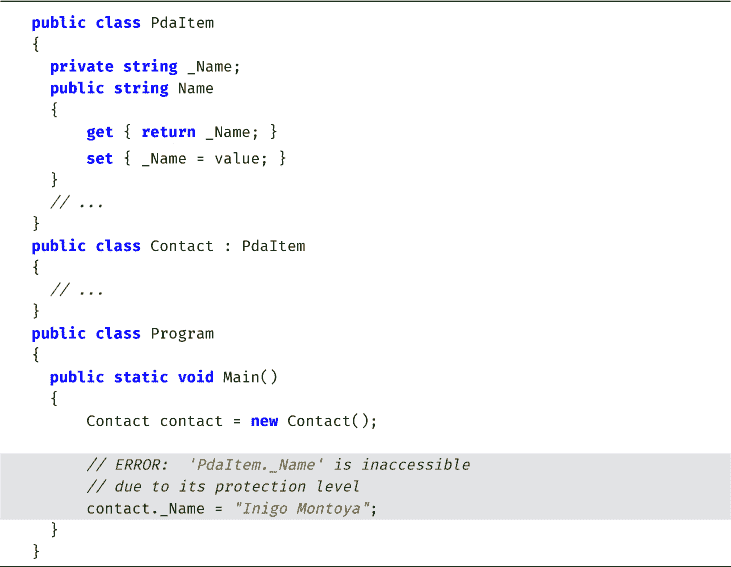 public class PdaItem
{
  private string _Name;
  public string Name
  {
      get { return _Name; }
      set { _Name = value; }
  }
  // ...
}
public class Contact : PdaItem
{
  // ...
}
public class Program
{
  public static void Main()
  {
      Contact contact = new Contact();
      // ERROR:  'PdaItem._Name' is inaccessible
      // due to its protection level
      contact._Name = "Inigo Montoya";
  }
}